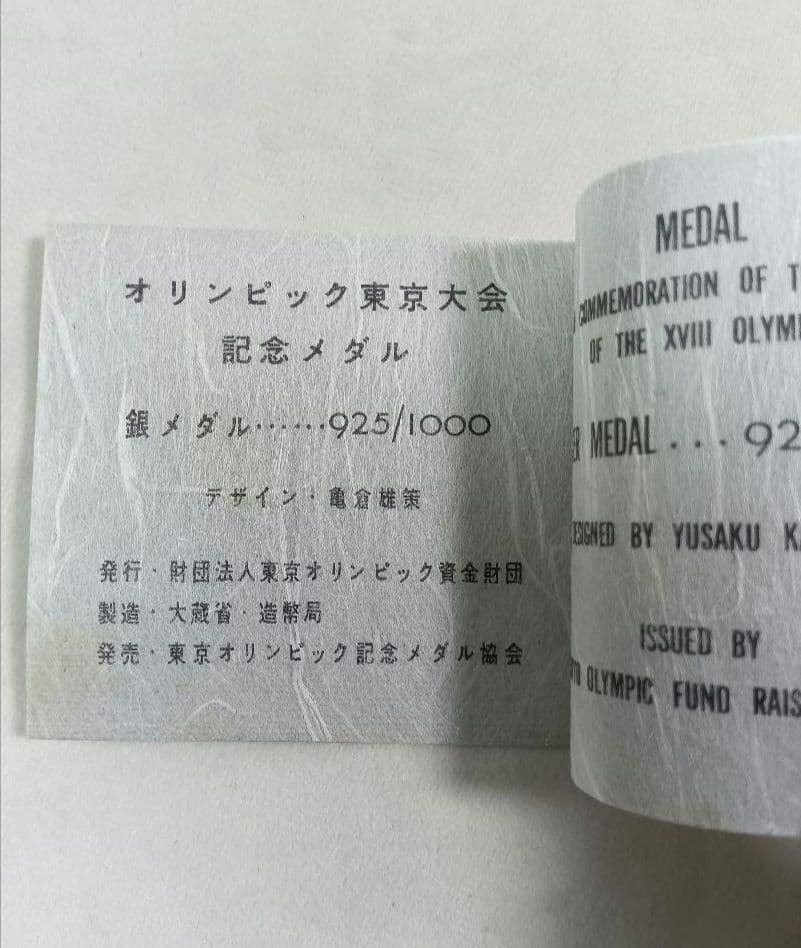 オリンピック東京大会
記念メダル
銀メダル‥‥‥925/1000
デザイン・亀倉雄策
発行・財団法人東京オリンピック資金財団
製造・大蔵省・造幣局
発売・東京オリンピック記念メダル協会
MEDAL
COMMEMORATION OF
OF THE XVIII
MEDAL . . .
BY YUSAKU
ISSUED BY
OLYMPIC FUND